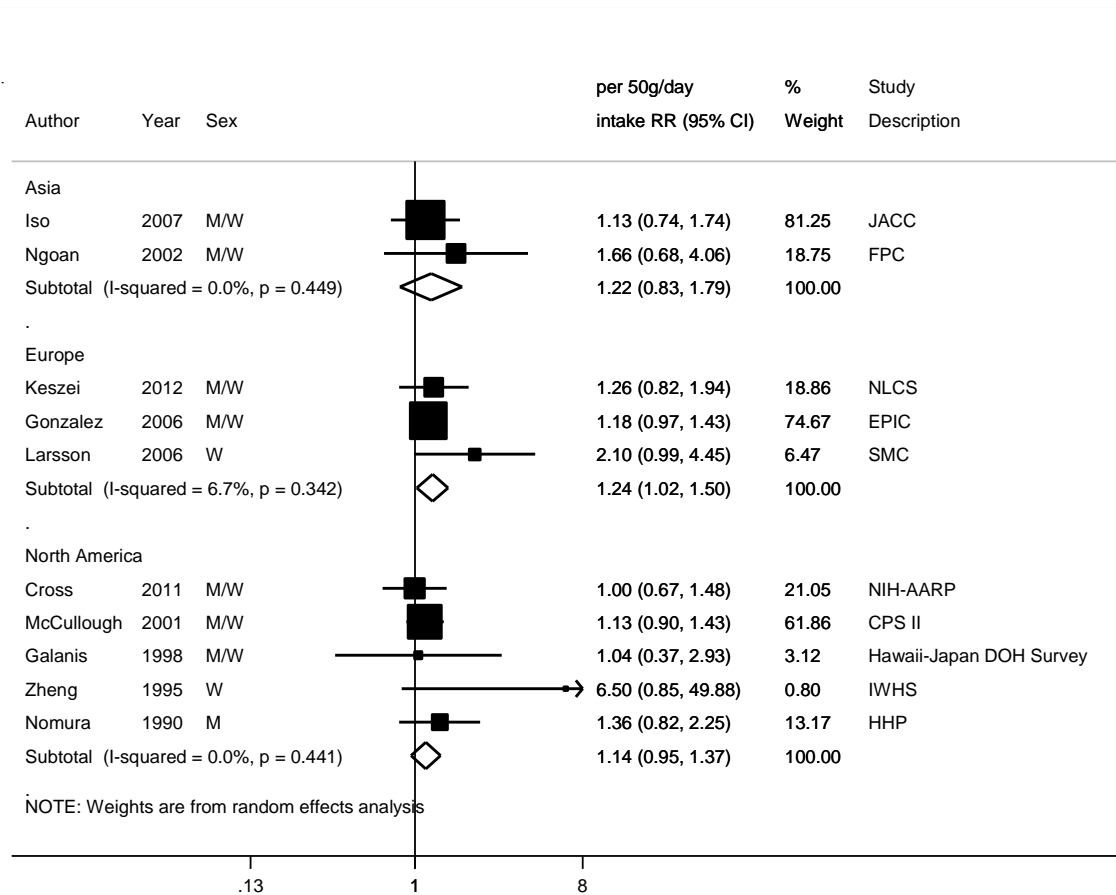 per 50g/day % Study
Author Year Sex intake RR (95% CI) Weight Description
Asia
Iso 2007 M/W 1.13 (0.74, 1.74) 81.25 JACC
Ngoan 2002 M/W 1.66 (0.68, 4.06) 18.75 FPC
Subtotal (I-squared = 0.0%, p = 0.449) 1.22 (0.83, 1.79) 100.00
.
Europe
Keszei 2012 M/W 1.26 (0.82, 1.94) 18.86 NLCS
Gonzalez 2006 M/W 1.18 (0.97, 1.43) 74.67 EPIC
Larsson 2006 W 2.10 (0.99, 4.45) 6.47 SMC
Subtotal (I-squared = 6.7%, p = 0.342) 1.24 (1.02, 1.50) 100.00
.
North America
Cross 2011 M/W 1.00 (0.67, 1.48) 21.05 NIH-AARP
McCullough 2001 M/W 1.13 (0.90, 1.43) 61.86 CPS II
Galanis 1998 M/W 1.04 (0.37, 2.93) 3.12 Hawaii-Japan DOH Survey
Zheng 1995 W 6.50 (0.85, 49.88) 0.80 IWHS
Nomura 1990 M 1.36 (0.82, 2.25) 13.17 HHP
Subtotal (I-squared = 0.0%, p = 0.441) 1.14 (0.95, 1.37) 100.00
.
NOTE: Weights are from random effects analysis
.13 1 8